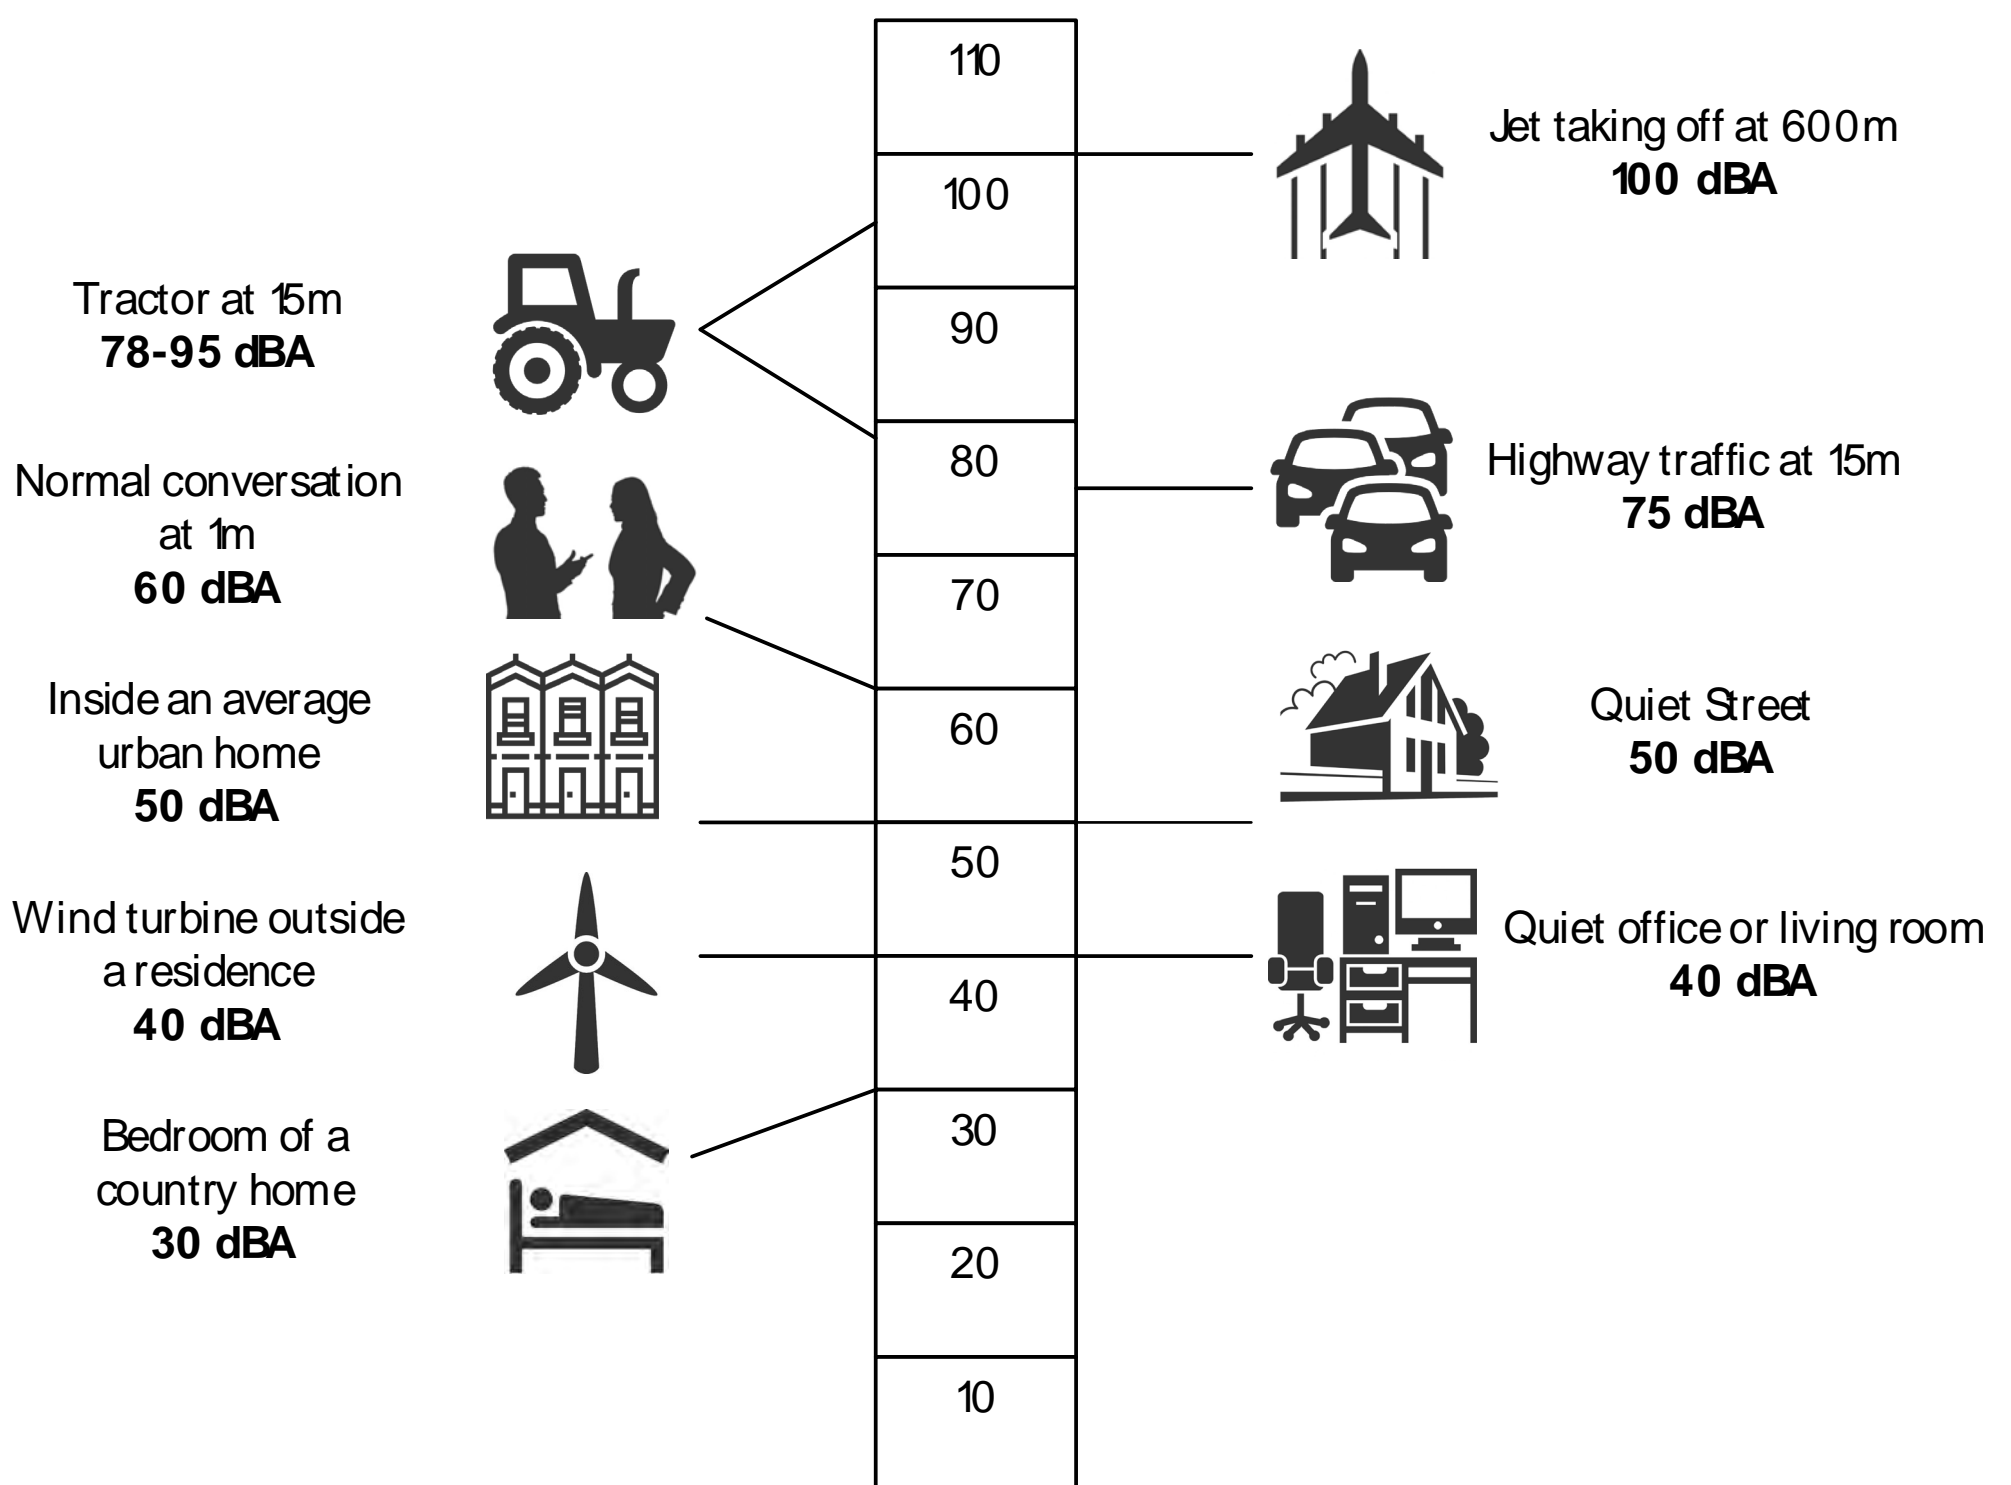 110
100
90
80
70
60
50
40
30
20
10
Tractor at 15m
78-95 dBA
Normal conversation
at 1m
60 dBA
Inside an average
urban home
50 dBA
Wind turbine outside
a residence
40 dBA
Bedroom of a
country home
30 dBA
Jet taking off at 600m
100 dBA
Highway traffic at 15m
75 dBA
Quiet Street
50 dBA
Quiet office or living room
40 dBA